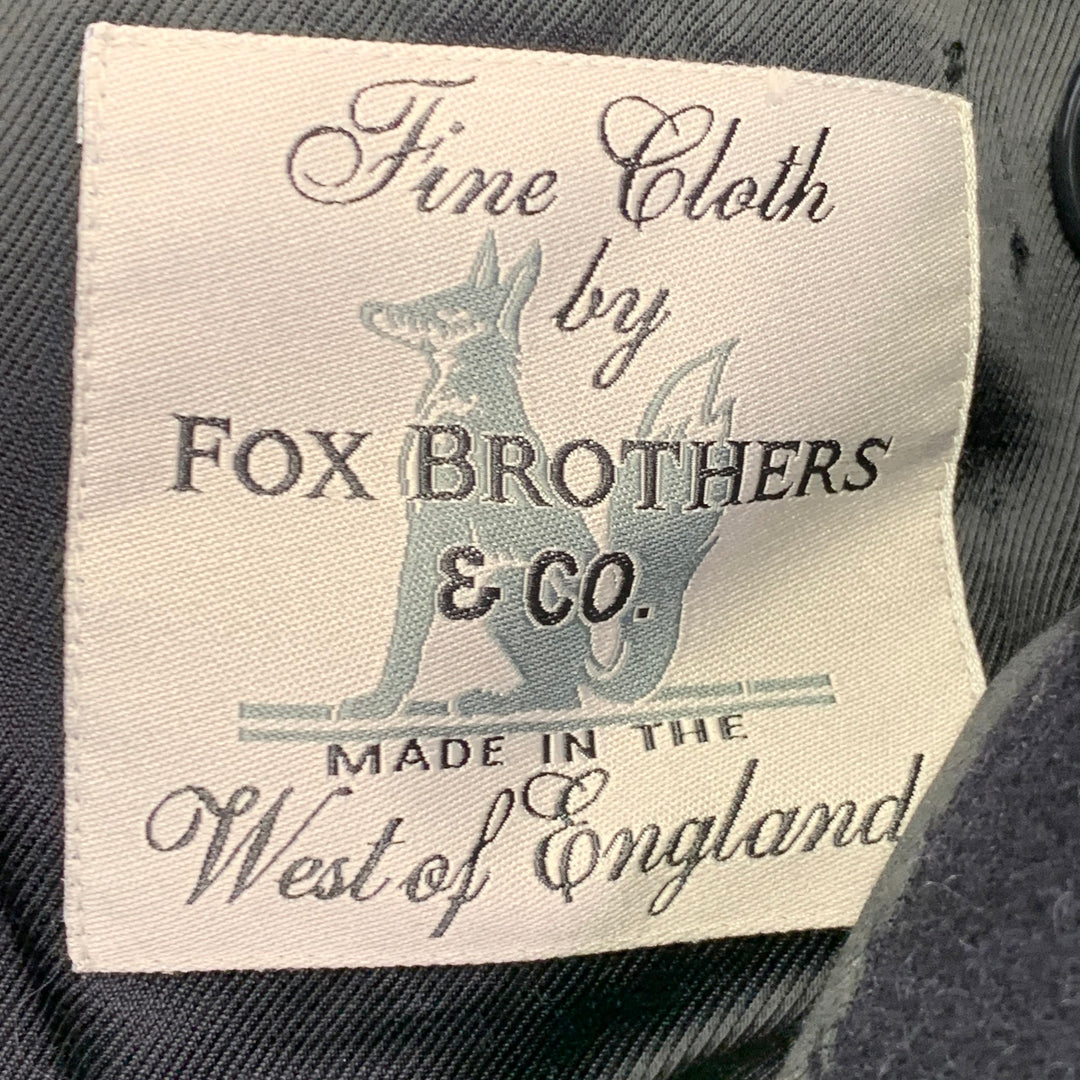 Fine Cloth
by
FOX BROTHERS
& CO.
MADE IN THE
West of England